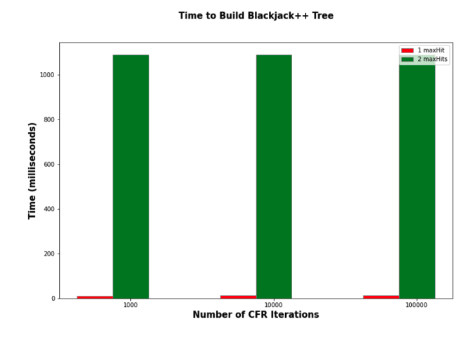 Time to Build Blackjack++ Tree
1 maxHit
2 maxHits
1000
800
600
400
200
0
Time (milliseconds)
1000
10000
100000
Number of CFR Iterations